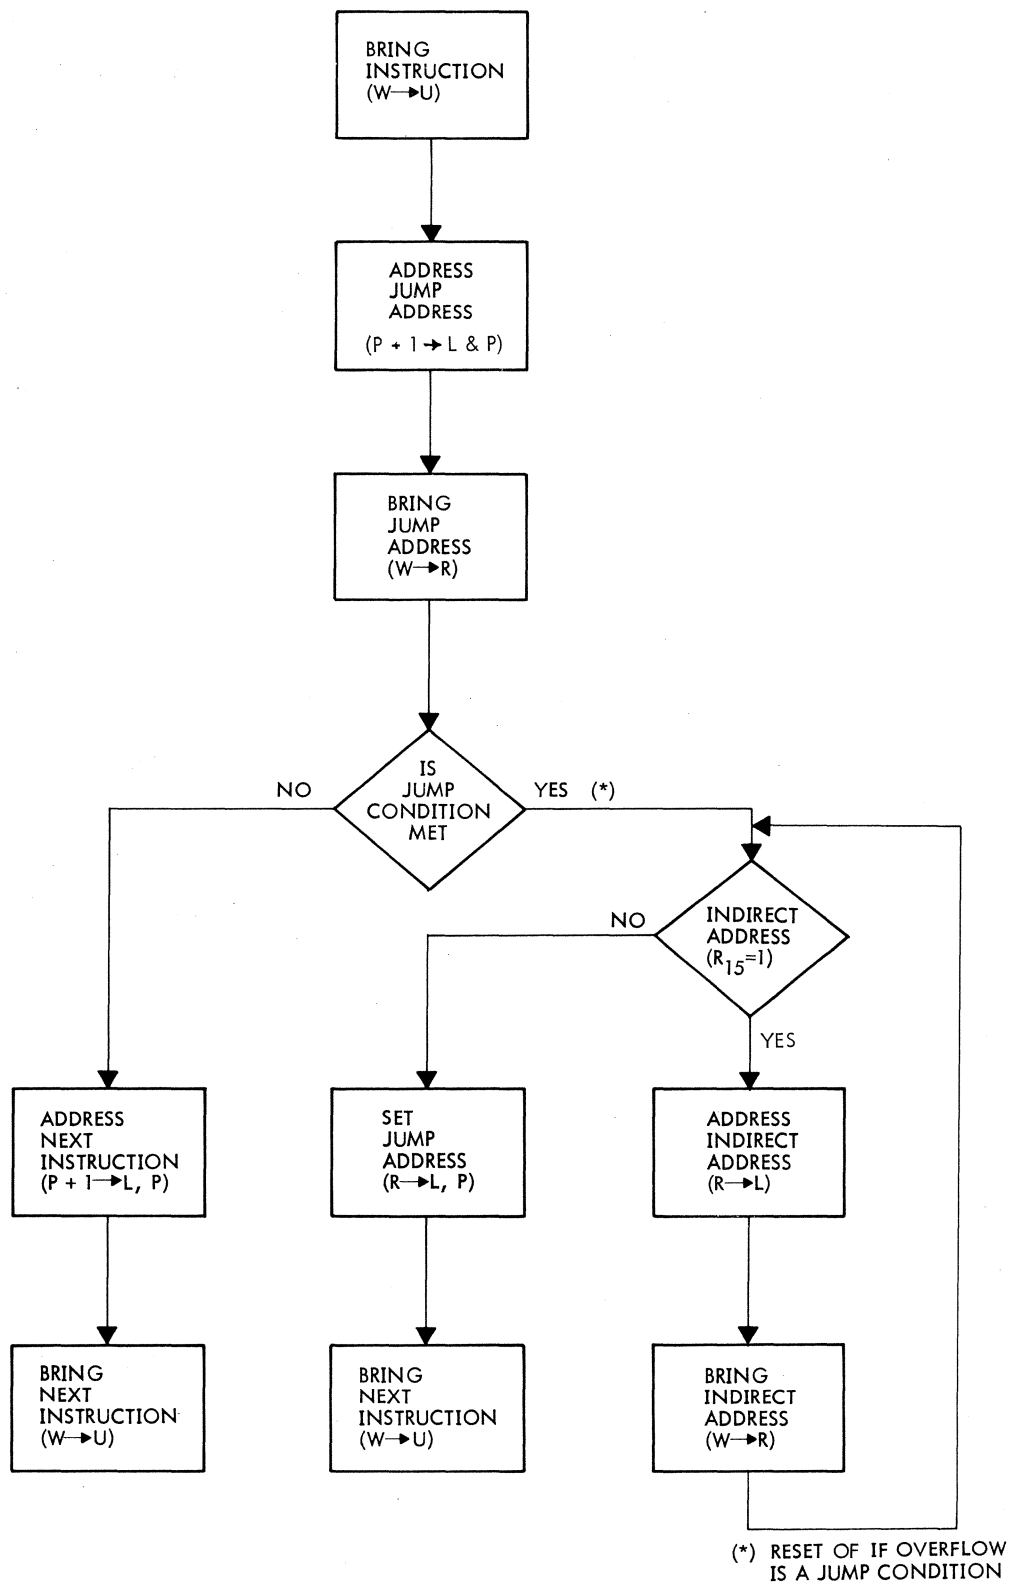 BRING
INSTRUCTION
(W→U)
ADDRESS
JUMP
ADDRESS
(P + 1 → L & P)
BRING
JUMP
ADDRESS
(W→R)
IS
JUMP
CONDITION
MET
NO
YES (*)
INDIRECT
ADDRESS
(R15=1)
NO
YES
ADDRESS
NEXT
INSTRUCTION
(P + 1→L, P)
SET
JUMP
ADDRESS
(R→L, P)
ADDRESS
INDIRECT
ADDRESS
(R→L)
BRING
NEXT
INSTRUCTION
(W→U)
BRING
NEXT
INSTRUCTION
(W→U)
BRING
INDIRECT
ADDRESS
(W→R)
(*) RESET OF IF OVERFLOW
IS A JUMP CONDITION